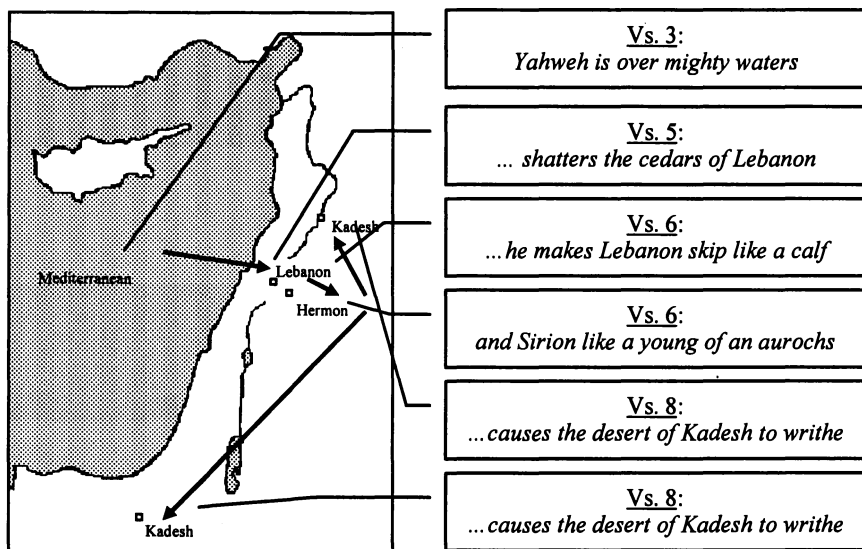 Mediterranean
Kadesh
Lebanon
Hermon
Kadesh
Vs. 3:
Yahweh is over mighty waters
Vs. 5:
... shatters the cedars of Lebanon
Vs. 6:
...he makes Lebanon skip like a calf
Vs. 6:
and Sirion like a young of an aurochs
Vs. 8:
...causes the desert of Kadesh to writhe
Vs. 8:
...causes the desert of Kadesh to writhe